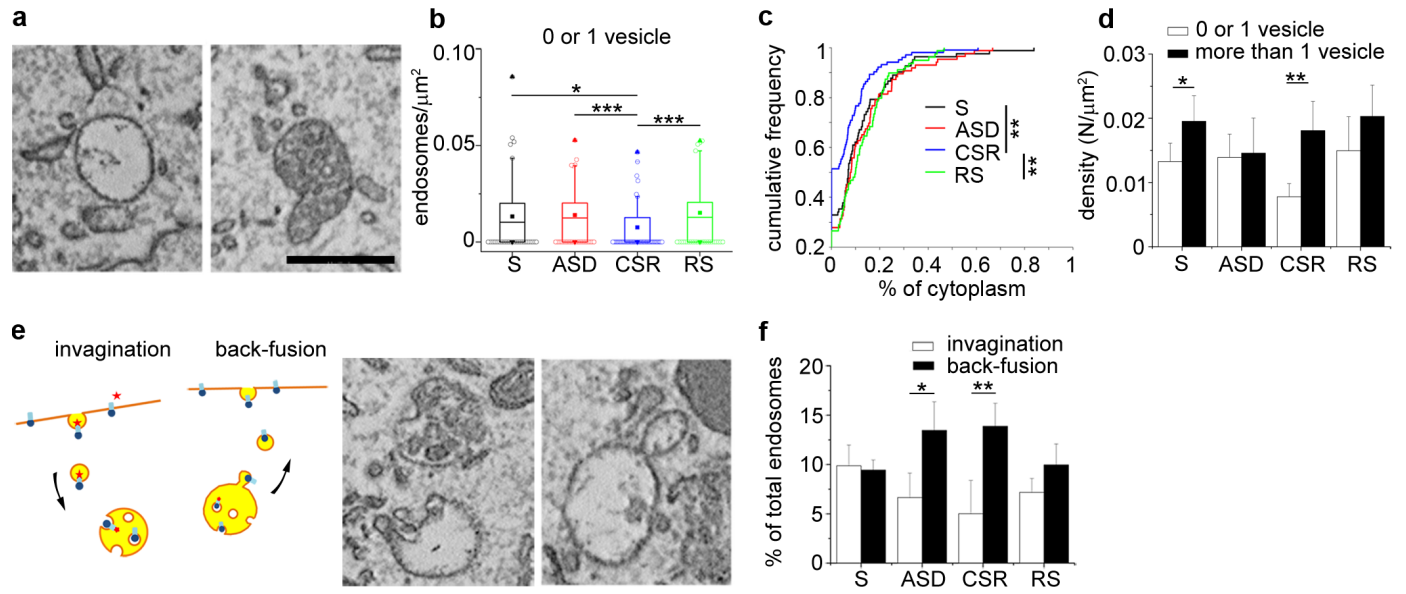 a
b
0 or 1 vesicle
endosomes/μm²
0.10
0.05
0
*
***
***
S ASD CSR RS
c
cumulative frequency
1
0.8
0.6
0.4
0.2
S
ASD
CSR
RS
**
**
0 0.2 0.4 0.6 0.8 1
% of cytoplasm
d
0 or 1 vesicle
more than 1 vesicle
density (N/μm²)
0.03
0.02
0.01
0
*
**
S ASD CSR RS
e
invagination back-fusion
f
invagination
back-fusion
% of total endosomes
20
15
10
5
0
*
**
S ASD CSR RS